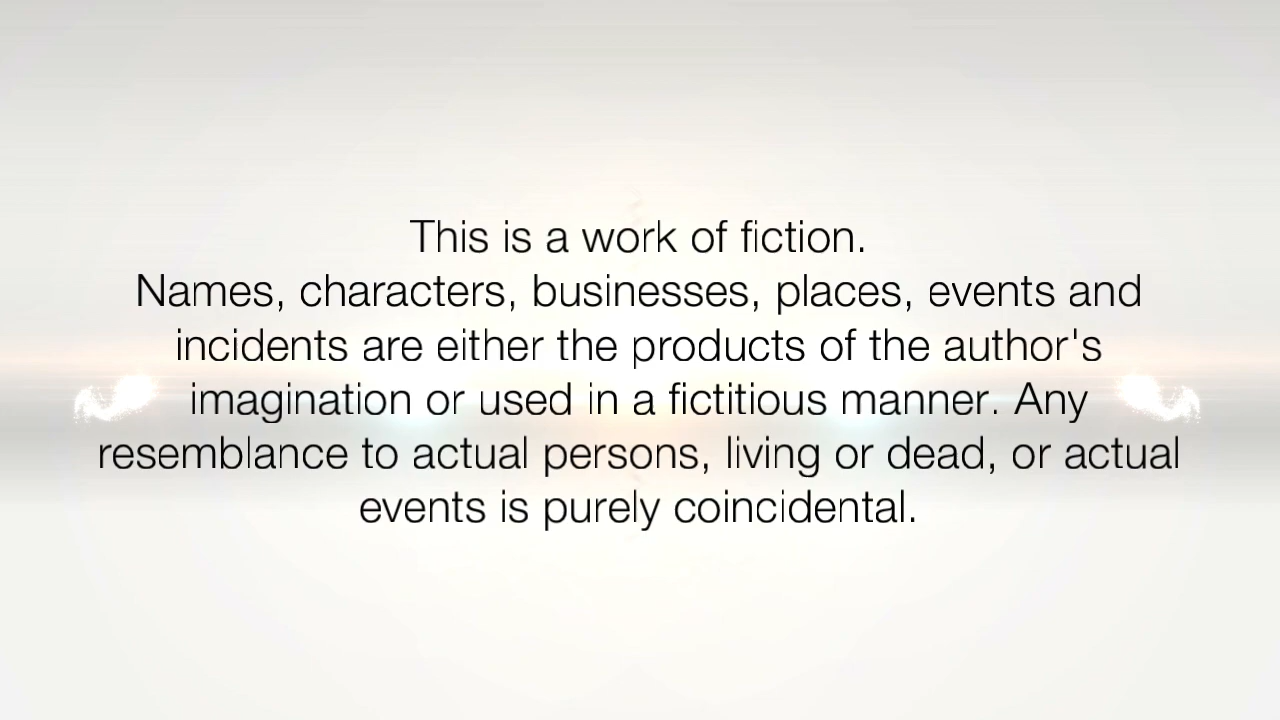 This is a work of fiction.
Names, characters, businesses, places, events and
incidents are either the products of the author's
imagination or used in a fictitious manner. Any
resemblance to actual persons, living or dead, or actual
events is purely coincidental.